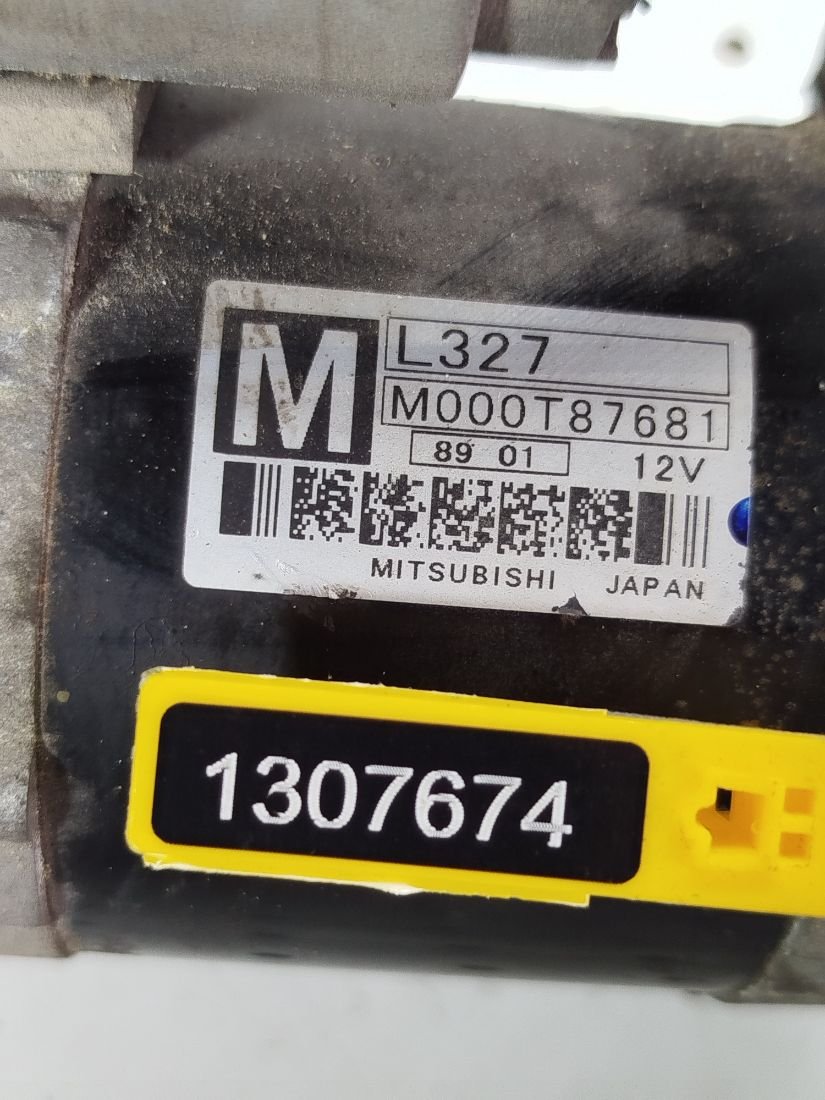 M
L327
M000T87681
89 01
12V
MITSUBISHI JAPAN
1307674